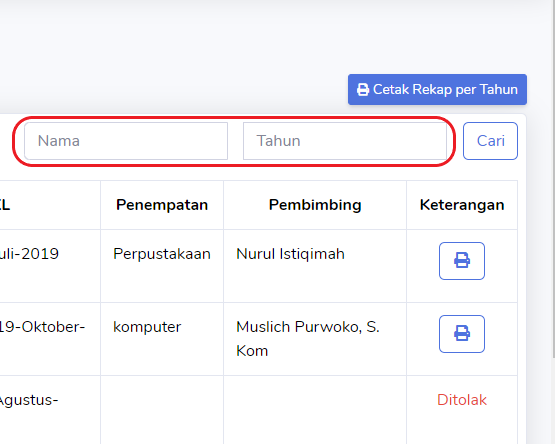 Cetak Rekap per Tahun
Nama Tahun Cari
Penempatan Pembimbing Keterangan
-2019 Perpustakaan Nurul Istiqimah
19-Oktober- komputer Muslich Purwoko, S.
Kom
Agustus- Ditolak